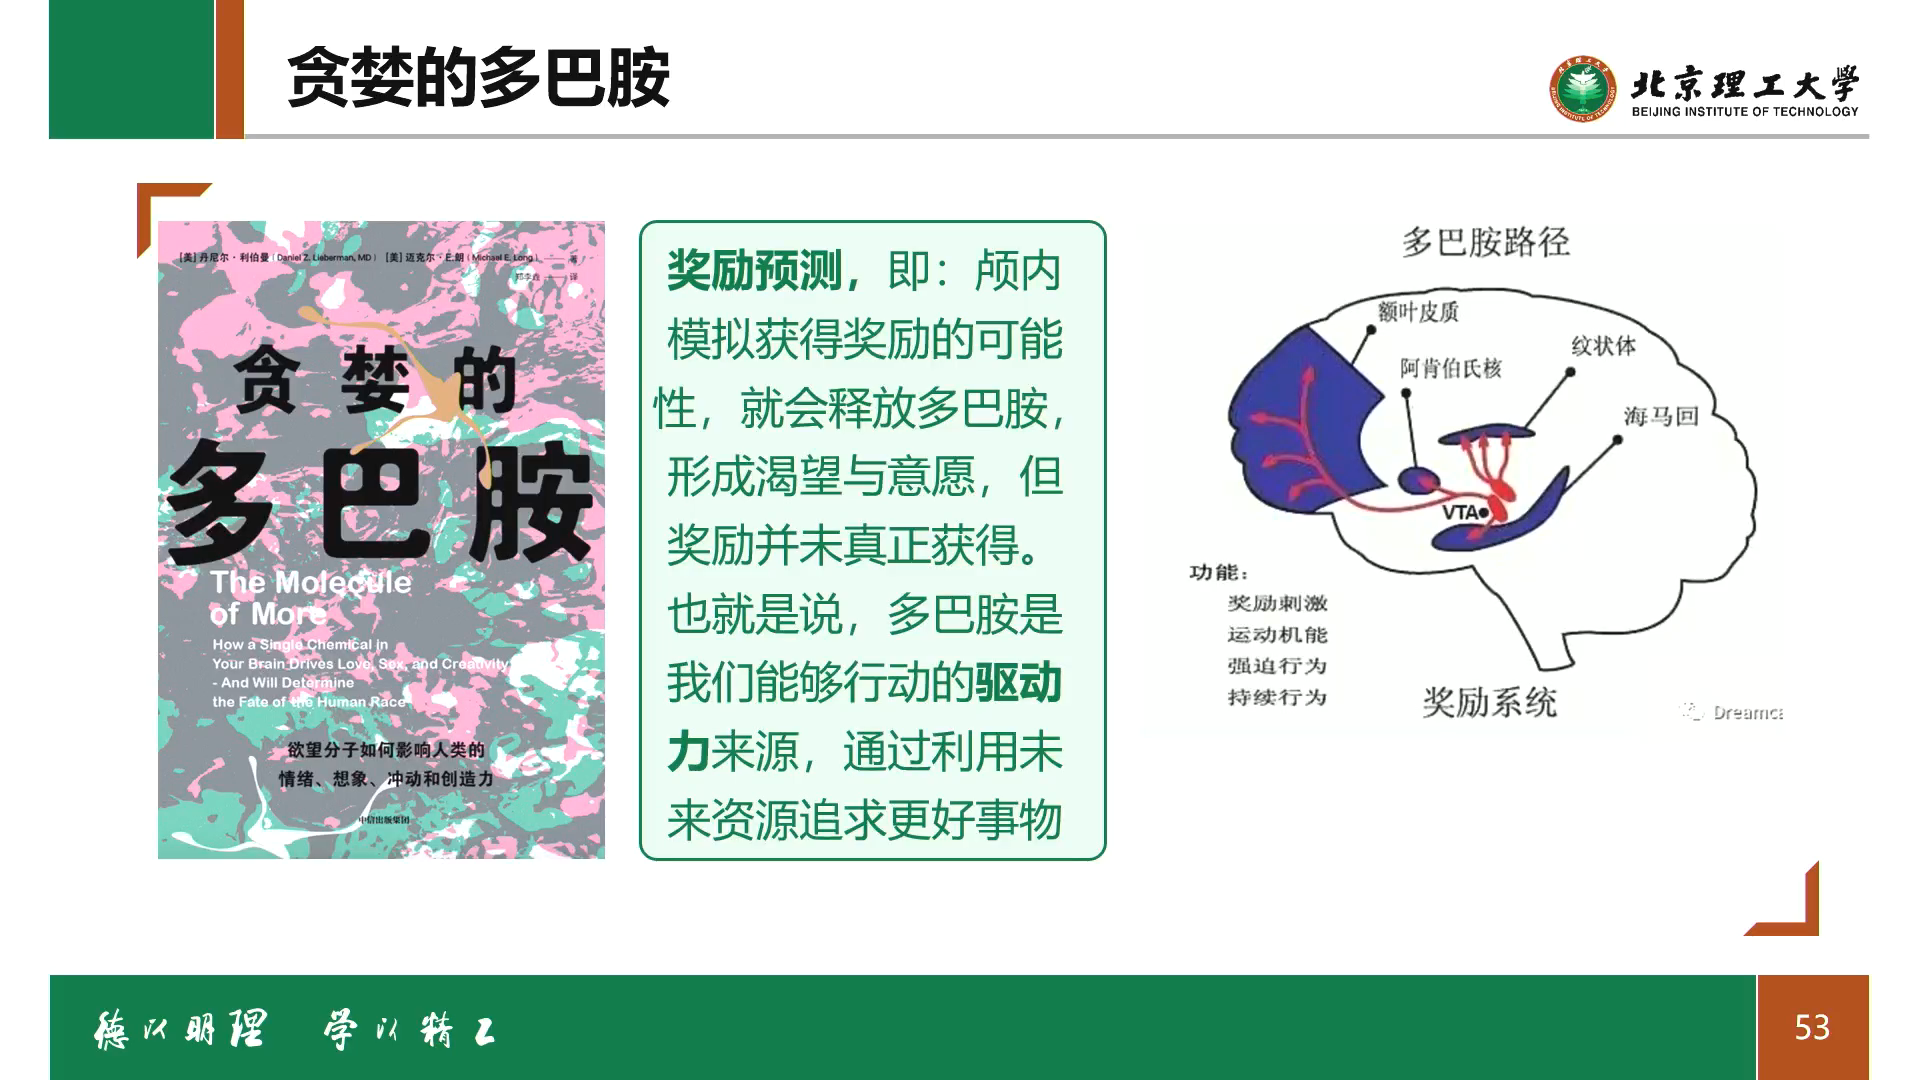 贪婪的多巴胺
北京理工大学
BEIJING INSTITUTE OF TECHNOLOGY
[美] 丹尼尔·利伯曼 (Daniel Z. Lieberman, MD) [美] 迈克尔·E.朗 (Michael E. Long) 著
译
贪婪的
多巴胺
The Molecule
of More
How a Single Chemical in
Your Brain Drives Love, Sex, and Creativity
- And Will Determine
the Fate of the Human Race
欲望分子如何影响人类的
情绪、想象、冲动和创造力
中信出版集团
奖励预测，即：颅内
模拟获得奖励的可能
性，就会释放多巴胺，
形成渴望与意愿，但
奖励并未真正获得。
也就是说，多巴胺是
我们能够行动的驱动
力来源，通过利用未
来资源追求更好事物
多巴胺路径
额叶皮质
纹状体
阿肯伯氏核
海马回
VTA
功能：
奖励刺激
运动机能
强迫行为
持续行为
奖励系统
Dreamca
德以明理 学以精工
53